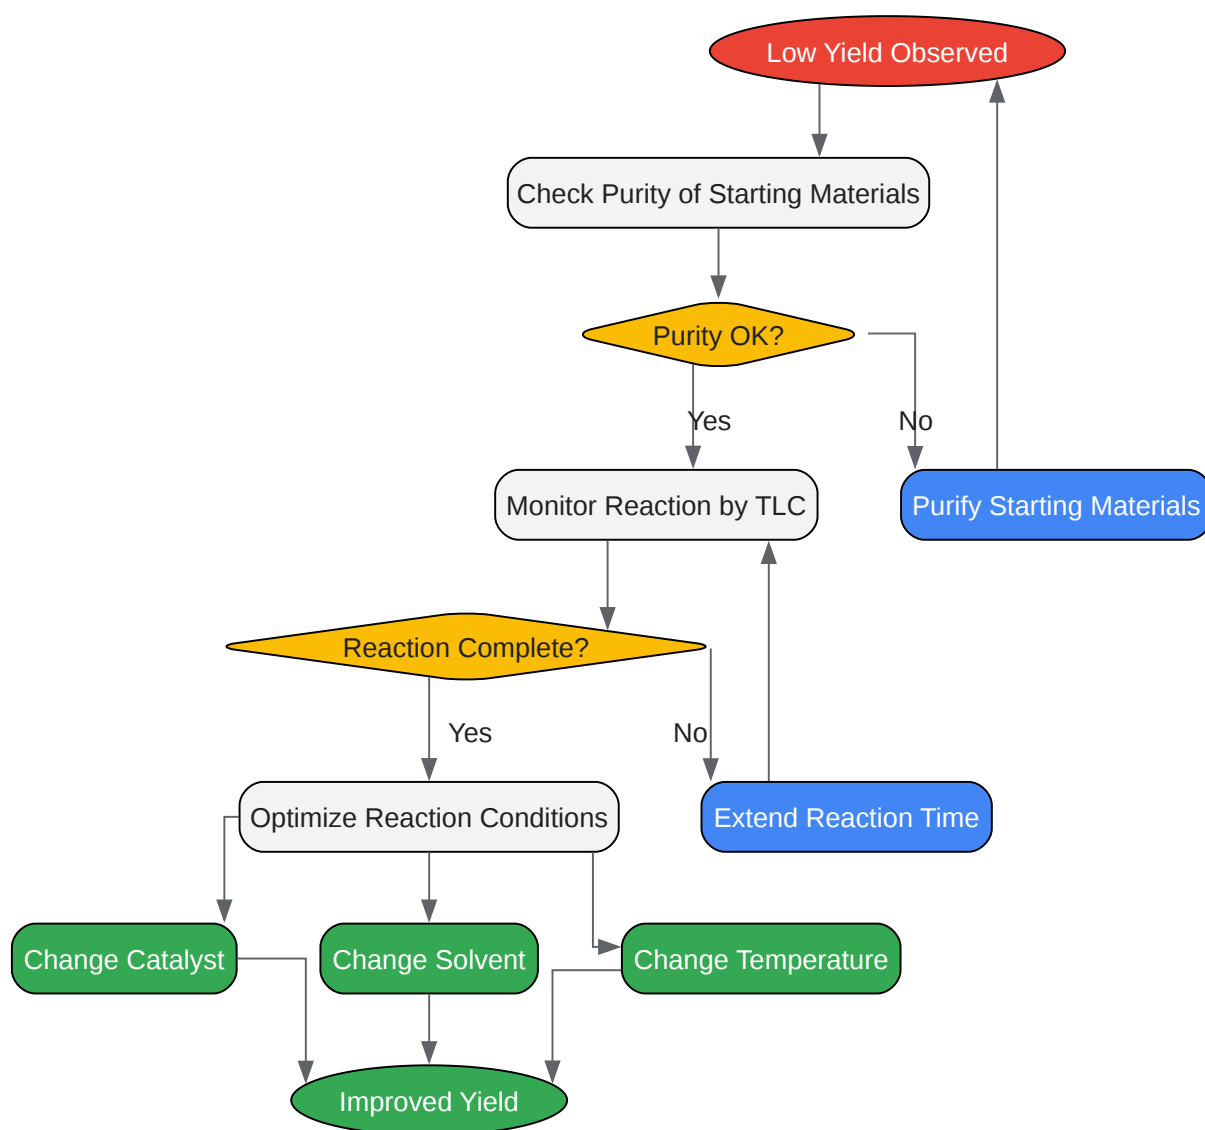 Low Yield Observed
Check Purity of Starting Materials
Purity OK?
Yes
No
Monitor Reaction by TLC
Purify Starting Materials
Reaction Complete?
Yes
No
Optimize Reaction Conditions
Extend Reaction Time
Change Catalyst
Change Solvent
Change Temperature
Improved Yield